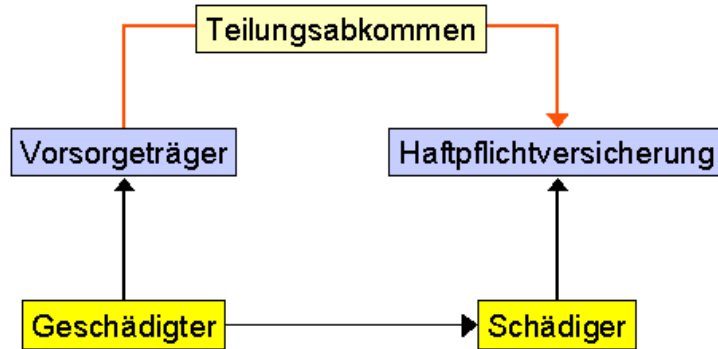 Teilungsabkommen
Vorsorgeträger
Haftpflichtversicherung
Geschädigter
Schädiger